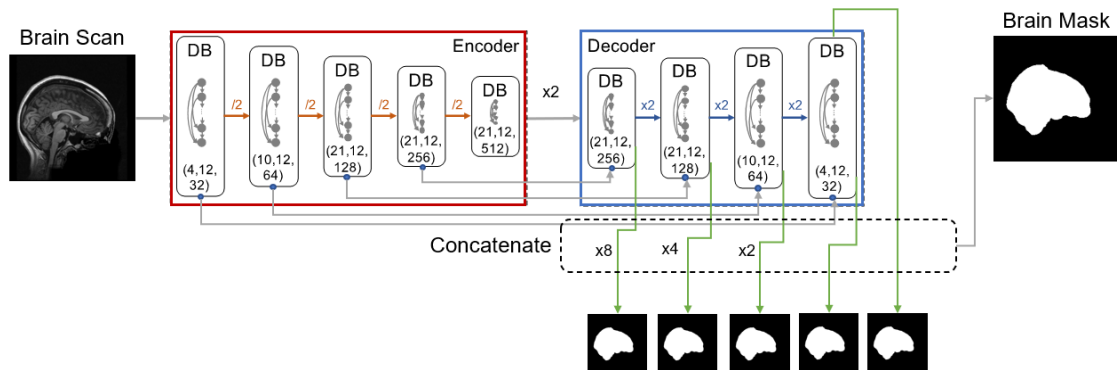 Brain Scan
Encoder
DB
(4,12,
32)
/2
DB
(10,12,
64)
/2
DB
(21,12,
128)
/2
DB
(21,12,
256)
/2
DB
(21,12,
512)
x2
Decoder
DB
(21,12,
256)
x2
DB
(21,12,
128)
x2
DB
(10,12,
64)
x2
DB
(4,12,
32)
Brain Mask
Concatenate
x8
x4
x2